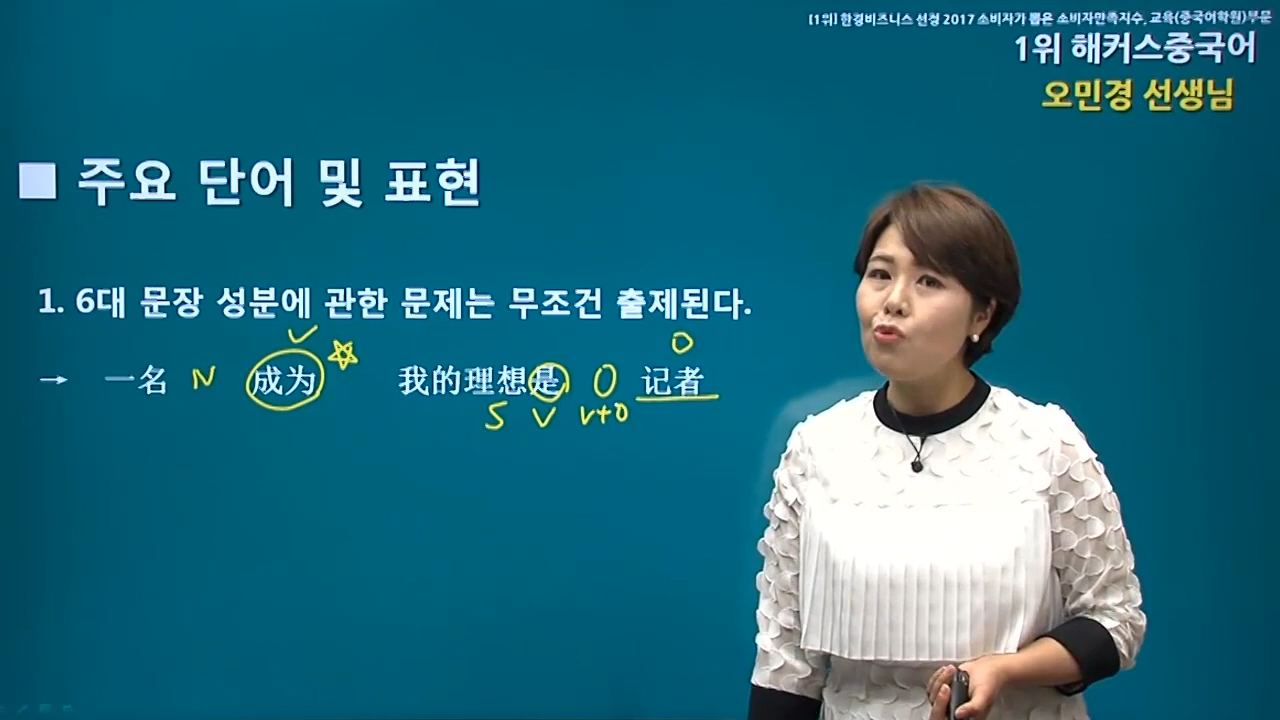 [1위] 한경비즈니스 선정 2017 소비자가 뽑은 소비자만족지수, 교육(중국어학원)부문
1위 해커스중국어
오민경 선생님
■ 주요 단어 및 표현
1. 6대 문장 성분에 관한 문제는 무조건 출제된다.
V O
→ 一名 N 成为 ☆ 我的理想是 O 记者
S V V+O